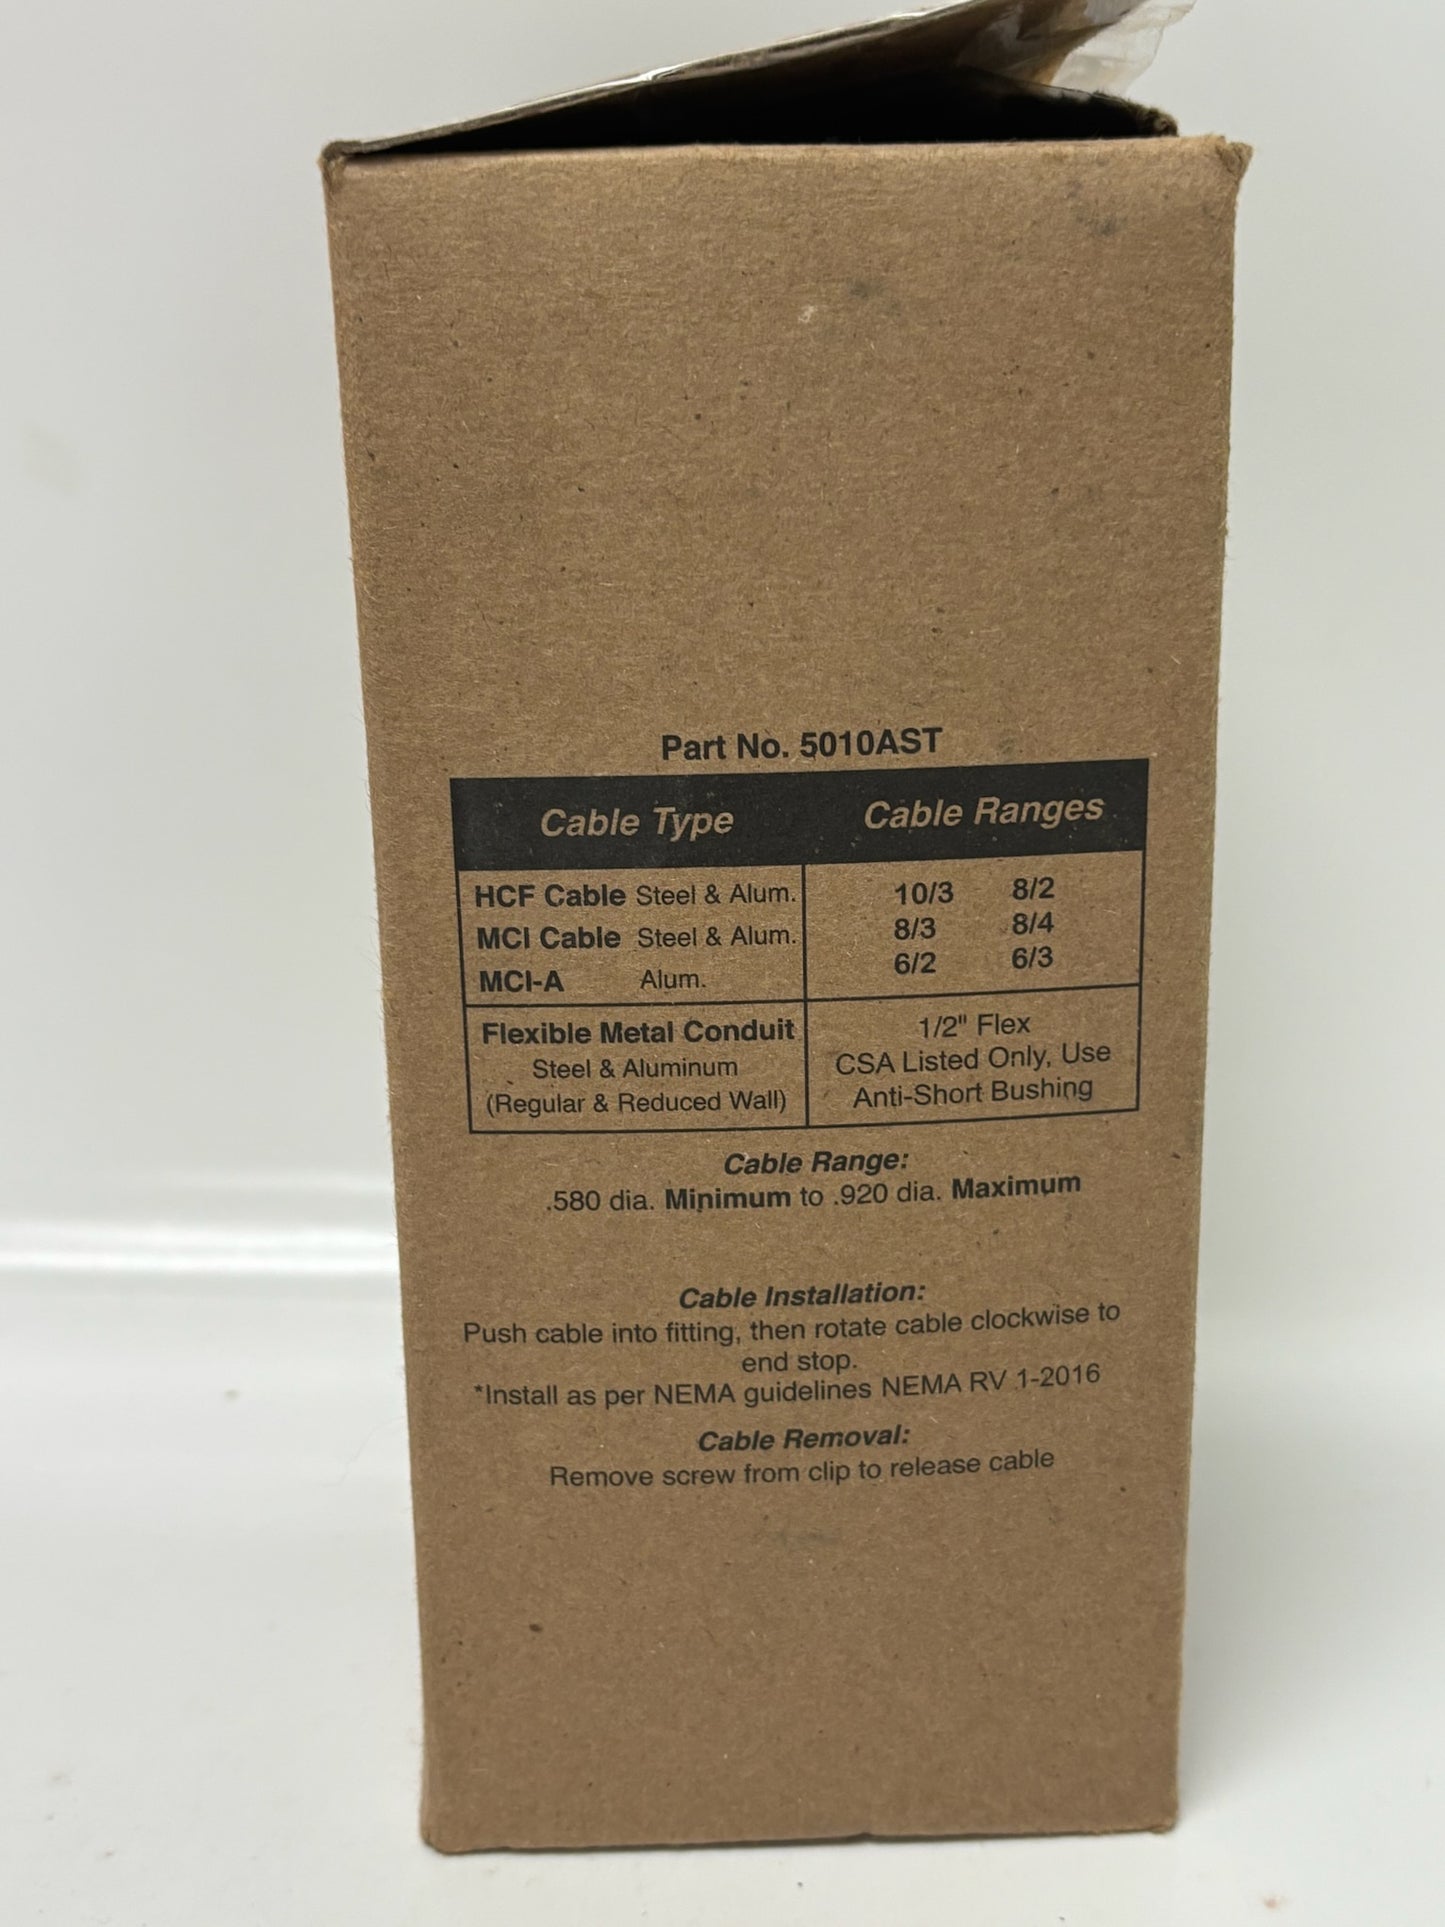 Part No. 5010AST
Cable Type Cable Ranges
HCF Cable Steel & Alum. 10/3 8/2
MCI Cable Steel & Alum. 8/3 8/4
MCI-A Alum. 6/2 6/3
Flexible Metal Conduit 1/2" Flex
Steel & Aluminum CSA Listed Only, Use
(Regular & Reduced Wall) Anti-Short Bushing
Cable Range:
.580 dia. Minimum to .920 dia. Maximum
Cable Installation:
Push cable into fitting, then rotate cable clockwise to
end stop.
*Install as per NEMA guidelines NEMA RV 1-2016
Cable Removal:
Remove screw from clip to release cable